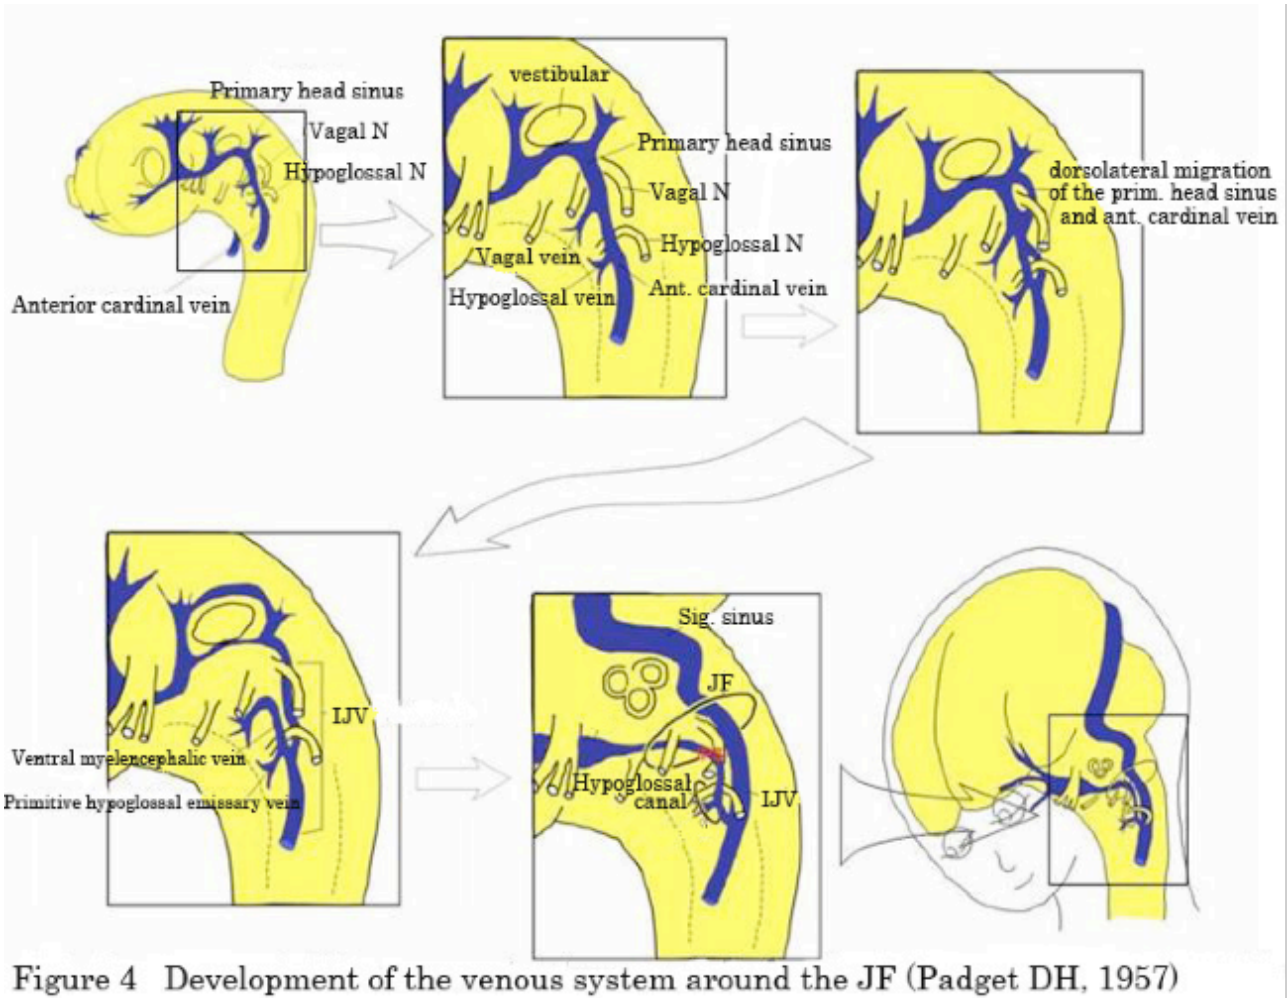 Primary head sinus
Vagal N
Hypoglossal N
Anterior cardinal vein
vestibular
Primary head sinus
Vagal N
Hypoglossal N
Vagal vein
Hypoglossal vein
Ant. cardinal vein
dorsolateral migration
of the prim. head sinus
and ant. cardinal vein
IJV
Ventral myelencephalic vein
Primitive hypoglossal emissary vein
Sig. sinus
JF
Hypoglossal
canal
IJV
Figure 4 Development of the venous system around the JF (Padget DH, 1957)